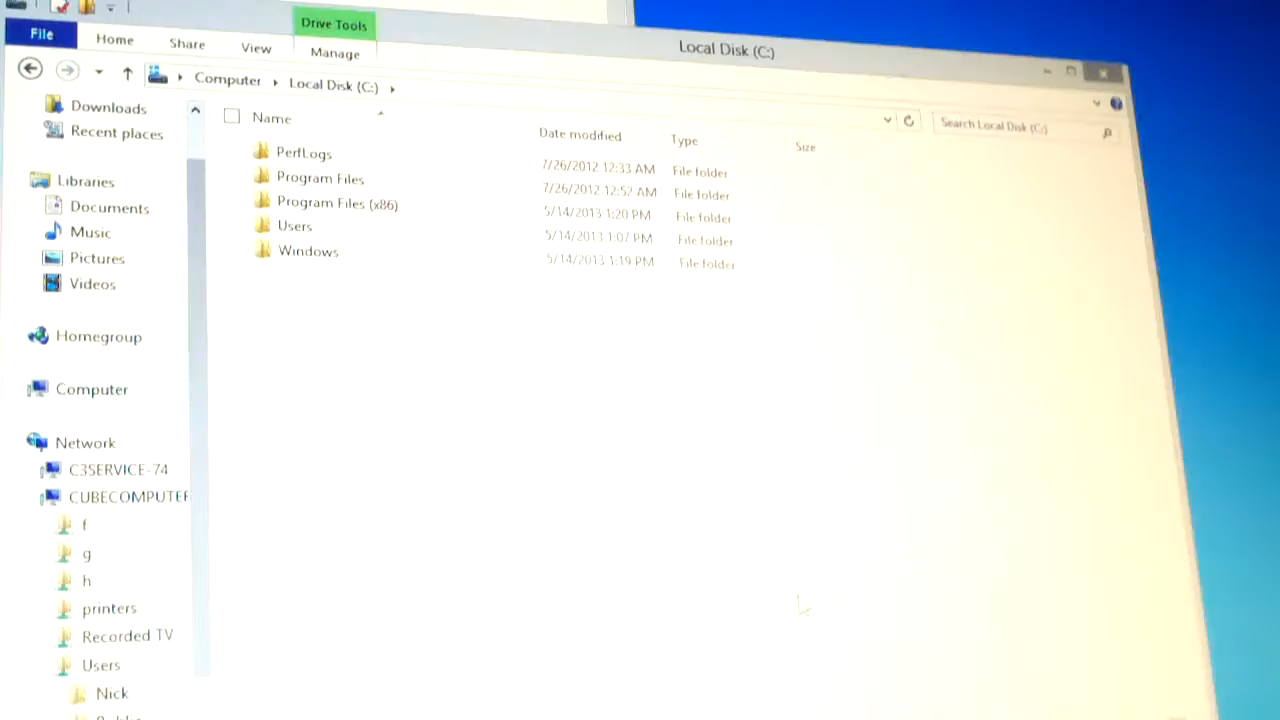 Drive Tools
File Home Share View Manage
Local Disk (C:)
Computer Local Disk (C:)
Search Local Disk (C:)
Downloads
Recent places
Libraries
Documents
Music
Pictures
Videos
Homegroup
Computer
Network
C3SERVICE-74
CUBECOMPUTER
f
g
h
printers
Recorded TV
Users
Nick
Name Date modified Type Size
PerfLogs 7/26/2012 12:33 AM File folder
Program Files 7/26/2012 12:52 AM File folder
Program Files (x86) 5/14/2013 1:20 PM File folder
Users 5/14/2013 1:07 PM File folder
Windows 5/14/2013 1:19 PM File folder